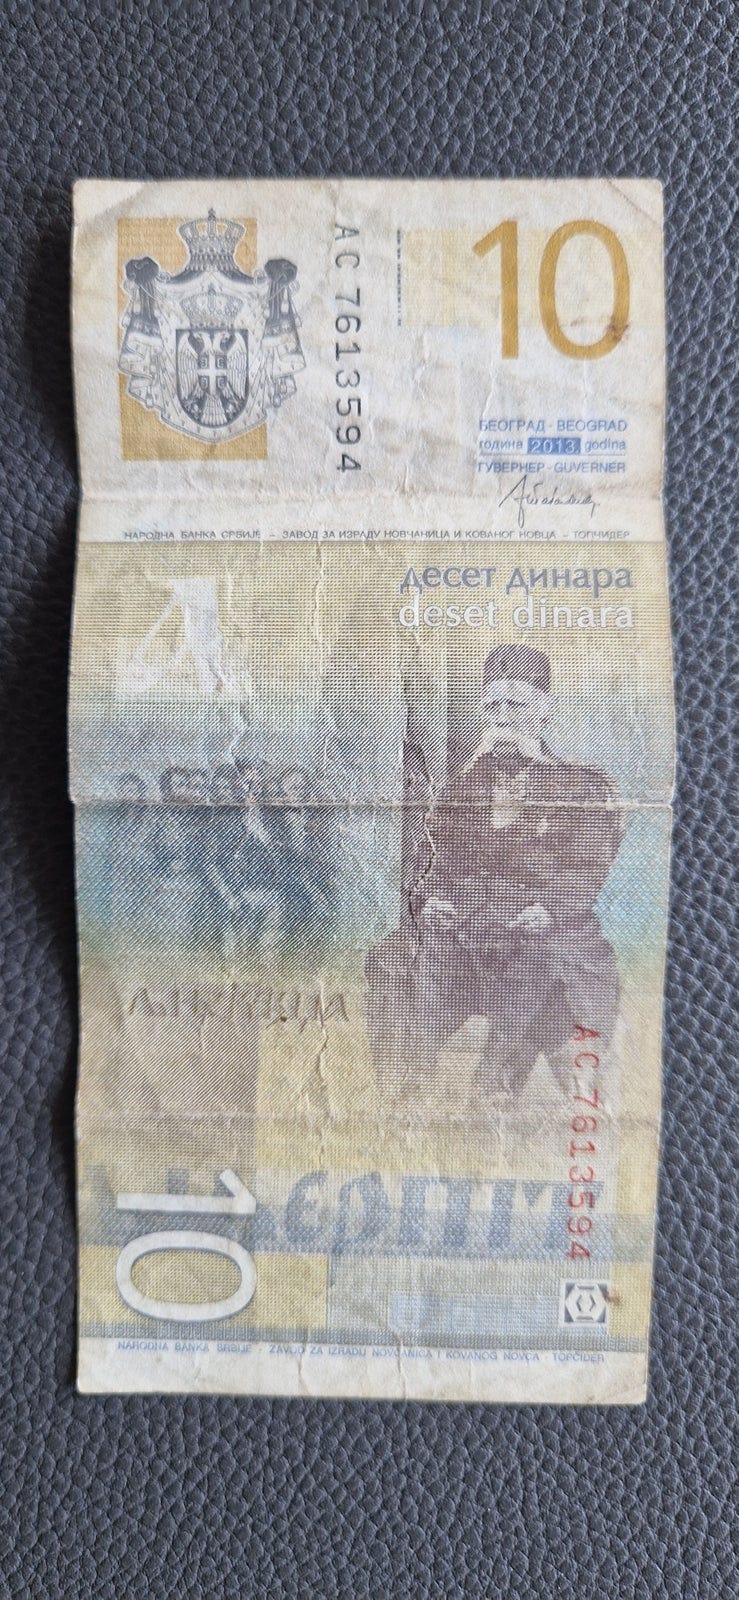 10
AC 7613594
БЕОГРАД - BEOGRAD
година 2013. godina
ГУВЕРНЕР - GUVERNER
НАРОДНА БАНКА СРБИЈЕ – ЗАВОД ЗА ИЗРАДУ НОВЧАНИЦА И КОВАНОГ НОВЦА – ТОПЧИДЕР
десет динара
deset dinara
AC 7613594
10
NARODNA BANKA SRBIJE - ZAVOD ZA IZRADU NOVČANICA I KOVANOG NOVCA - TOPČIDER